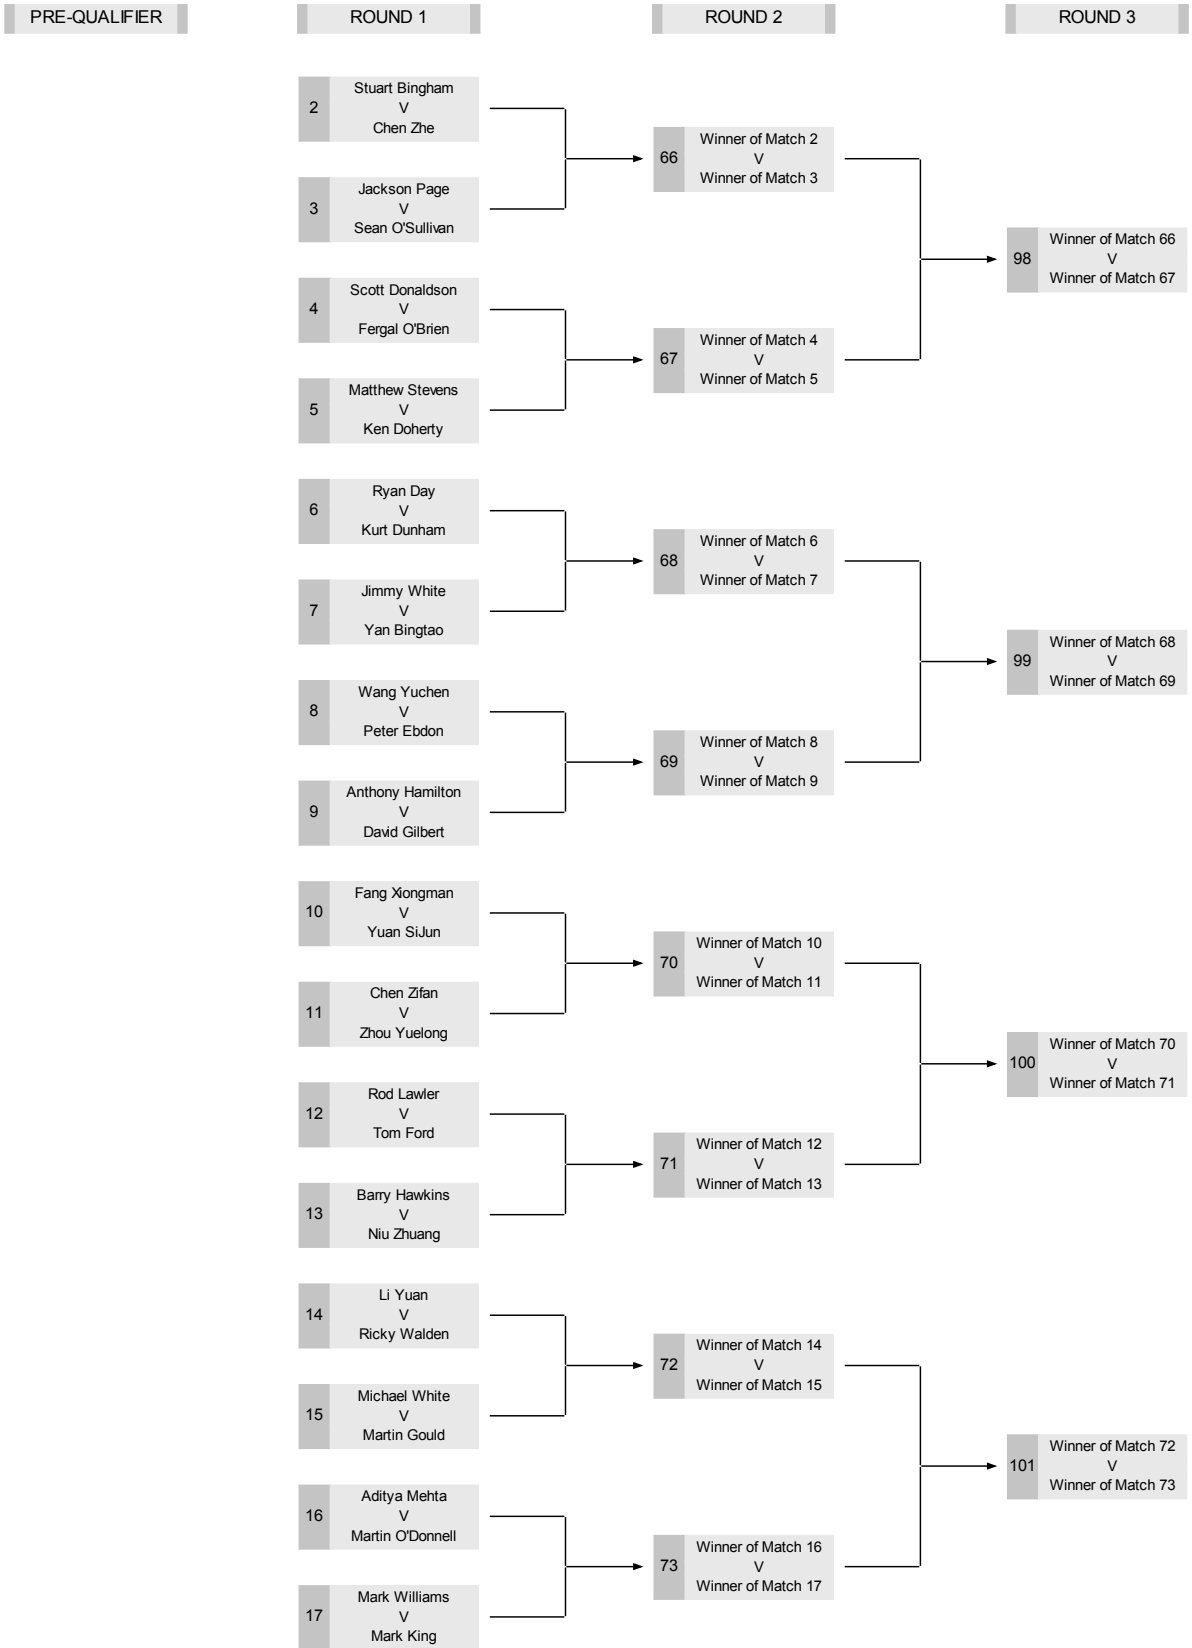 PRE-QUALIFIER
ROUND 1
ROUND 2
ROUND 3
2
Stuart Bingham
V
Chen Zhe
3
Jackson Page
V
Sean O'Sullivan
4
Scott Donaldson
V
Fergal O'Brien
5
Matthew Stevens
V
Ken Doherty
6
Ryan Day
V
Kurt Dunham
7
Jimmy White
V
Yan Bingtao
8
Wang Yuchen
V
Peter Ebdon
9
Anthony Hamilton
V
David Gilbert
10
Fang Xiongman
V
Yuan SiJun
11
Chen Zifan
V
Zhou Yuelong
12
Rod Lawler
V
Tom Ford
13
Barry Hawkins
V
Niu Zhuang
14
Li Yuan
V
Ricky Walden
15
Michael White
V
Martin Gould
16
Aditya Mehta
V
Martin O'Donnell
17
Mark Williams
V
Mark King
66
Winner of Match 2
V
Winner of Match 3
67
Winner of Match 4
V
Winner of Match 5
68
Winner of Match 6
V
Winner of Match 7
69
Winner of Match 8
V
Winner of Match 9
70
Winner of Match 10
V
Winner of Match 11
71
Winner of Match 12
V
Winner of Match 13
72
Winner of Match 14
V
Winner of Match 15
73
Winner of Match 16
V
Winner of Match 17
98
Winner of Match 66
V
Winner of Match 67
99
Winner of Match 68
V
Winner of Match 69
100
Winner of Match 70
V
Winner of Match 71
101
Winner of Match 72
V
Winner of Match 73